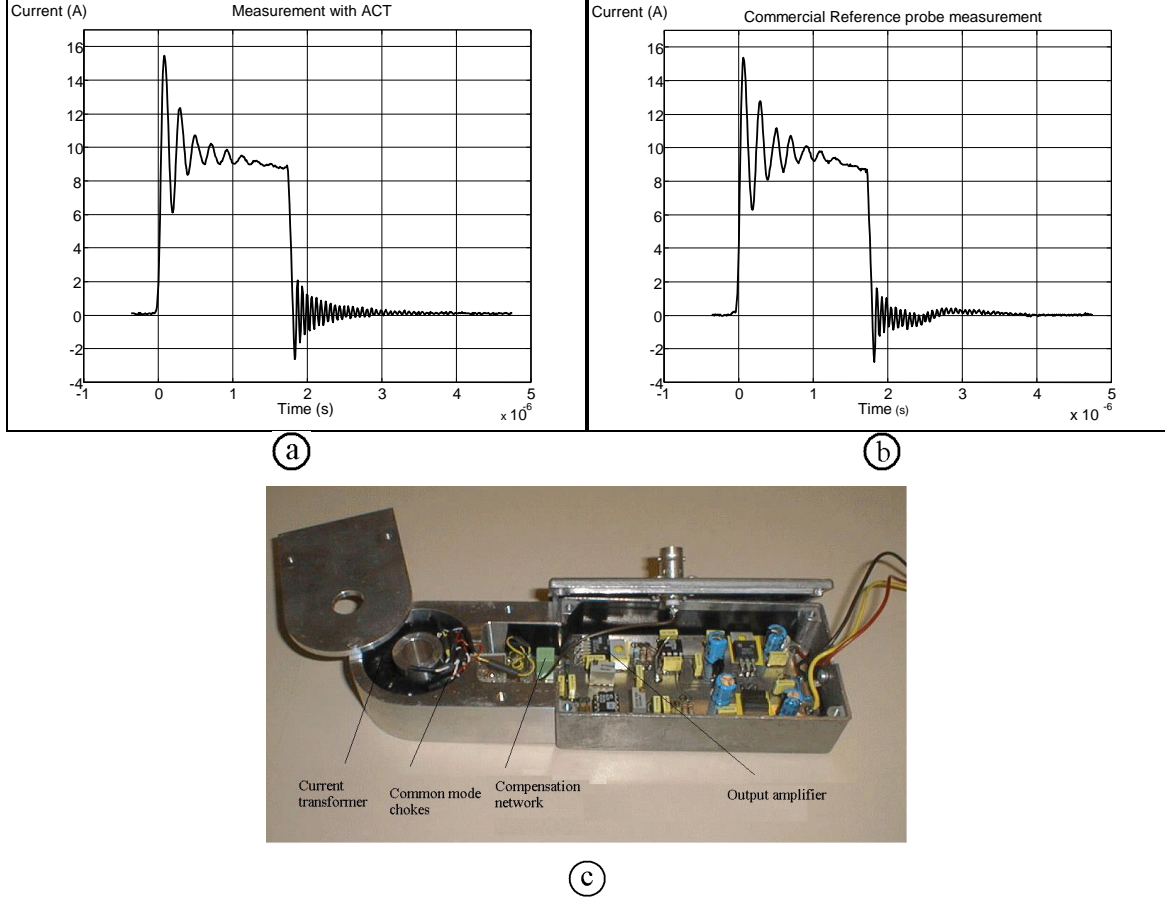 Current (A)
Measurement with ACT
16
14
12
10
8
6
4
2
0
-2
-4
-1
0
1
2
3
4
5
Time (s)
x 10-6
Current (A)
Commercial Reference probe measurement
16
14
12
10
8
6
4
2
0
-2
-4
-1
0
1
2
3
4
5
Time (s)
x 10 -6
a
b
Current
transformer
Common mode
chokes
Compensation
network
Output amplifier
c